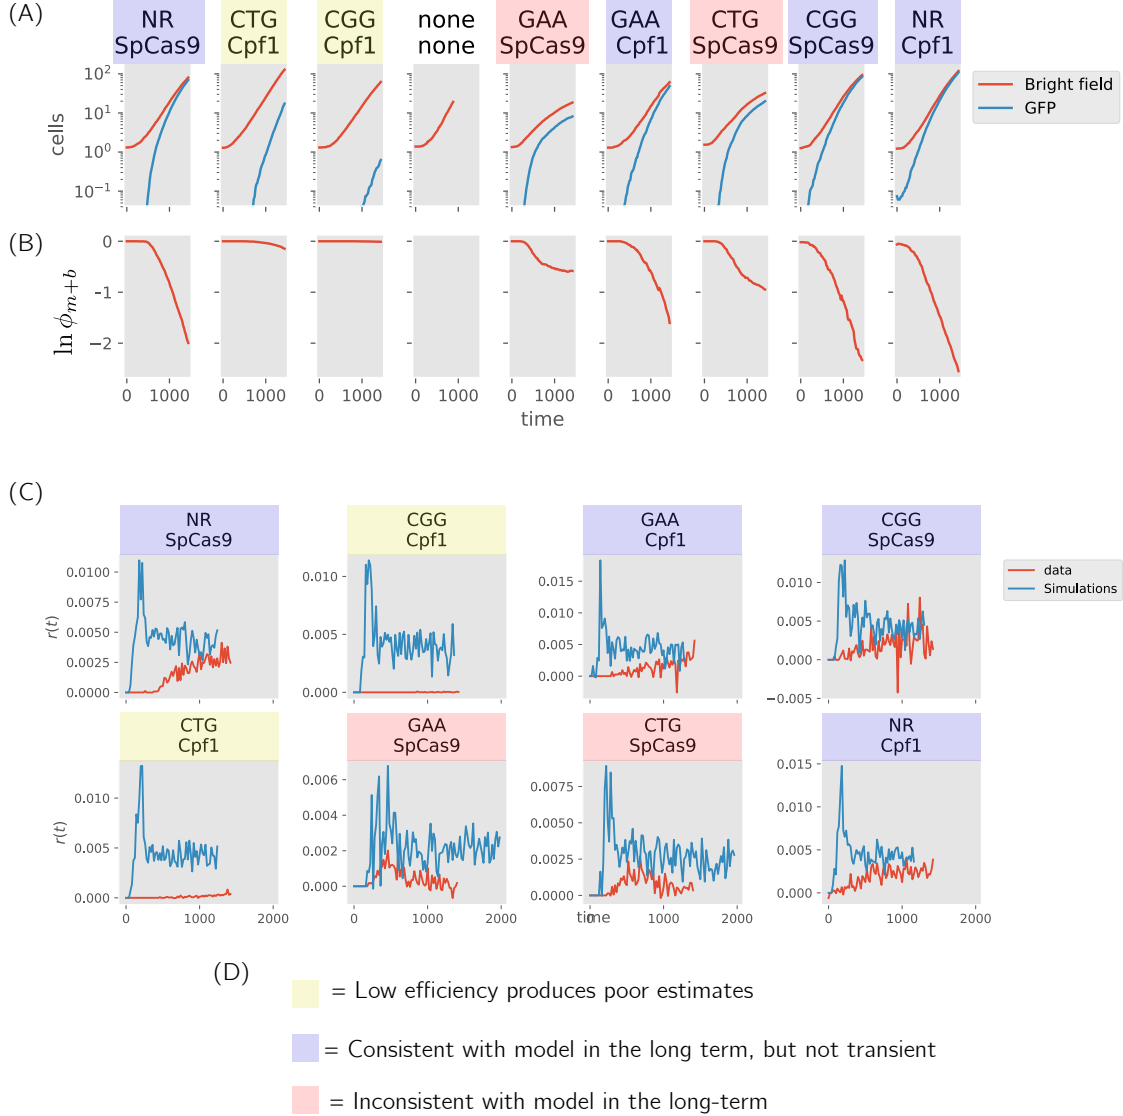 (A)
NR
SpCas9
CTG
Cpf1
CGG
Cpf1
none
none
GAA
SpCas9
GAA
Cpf1
CTG
SpCas9
CGG
SpCas9
NR
Cpf1
10²
10¹
10⁰
10⁻¹
cells
Bright field
GFP
(B)
0
−1
−2
ln ϕₘ₊b
0 1000
0 1000
0 1000
0 1000
0 1000
0 1000
0 1000
0 1000
0 1000
time
(C)
NR
SpCas9
CGG
Cpf1
GAA
Cpf1
CGG
SpCas9
data
Simulations
r(t)
0.0100
0.0075
0.0050
0.0025
0.0000
0.010
0.005
0.000
0.015
0.010
0.005
0.000
0.010
0.005
0.000
−0.005
CTG
Cpf1
GAA
SpCas9
CTG
SpCas9
NR
Cpf1
r(t)
0.010
0.005
0.000
0.006
0.004
0.002
0.000
0.0075
0.0050
0.0025
0.0000
0.015
0.010
0.005
0.000
0 1000 2000
0 1000 2000
0 1000 2000
0 1000 2000
time
(D)
= Low efficiency produces poor estimates
= Consistent with model in the long term, but not transient
= Inconsistent with model in the long-term